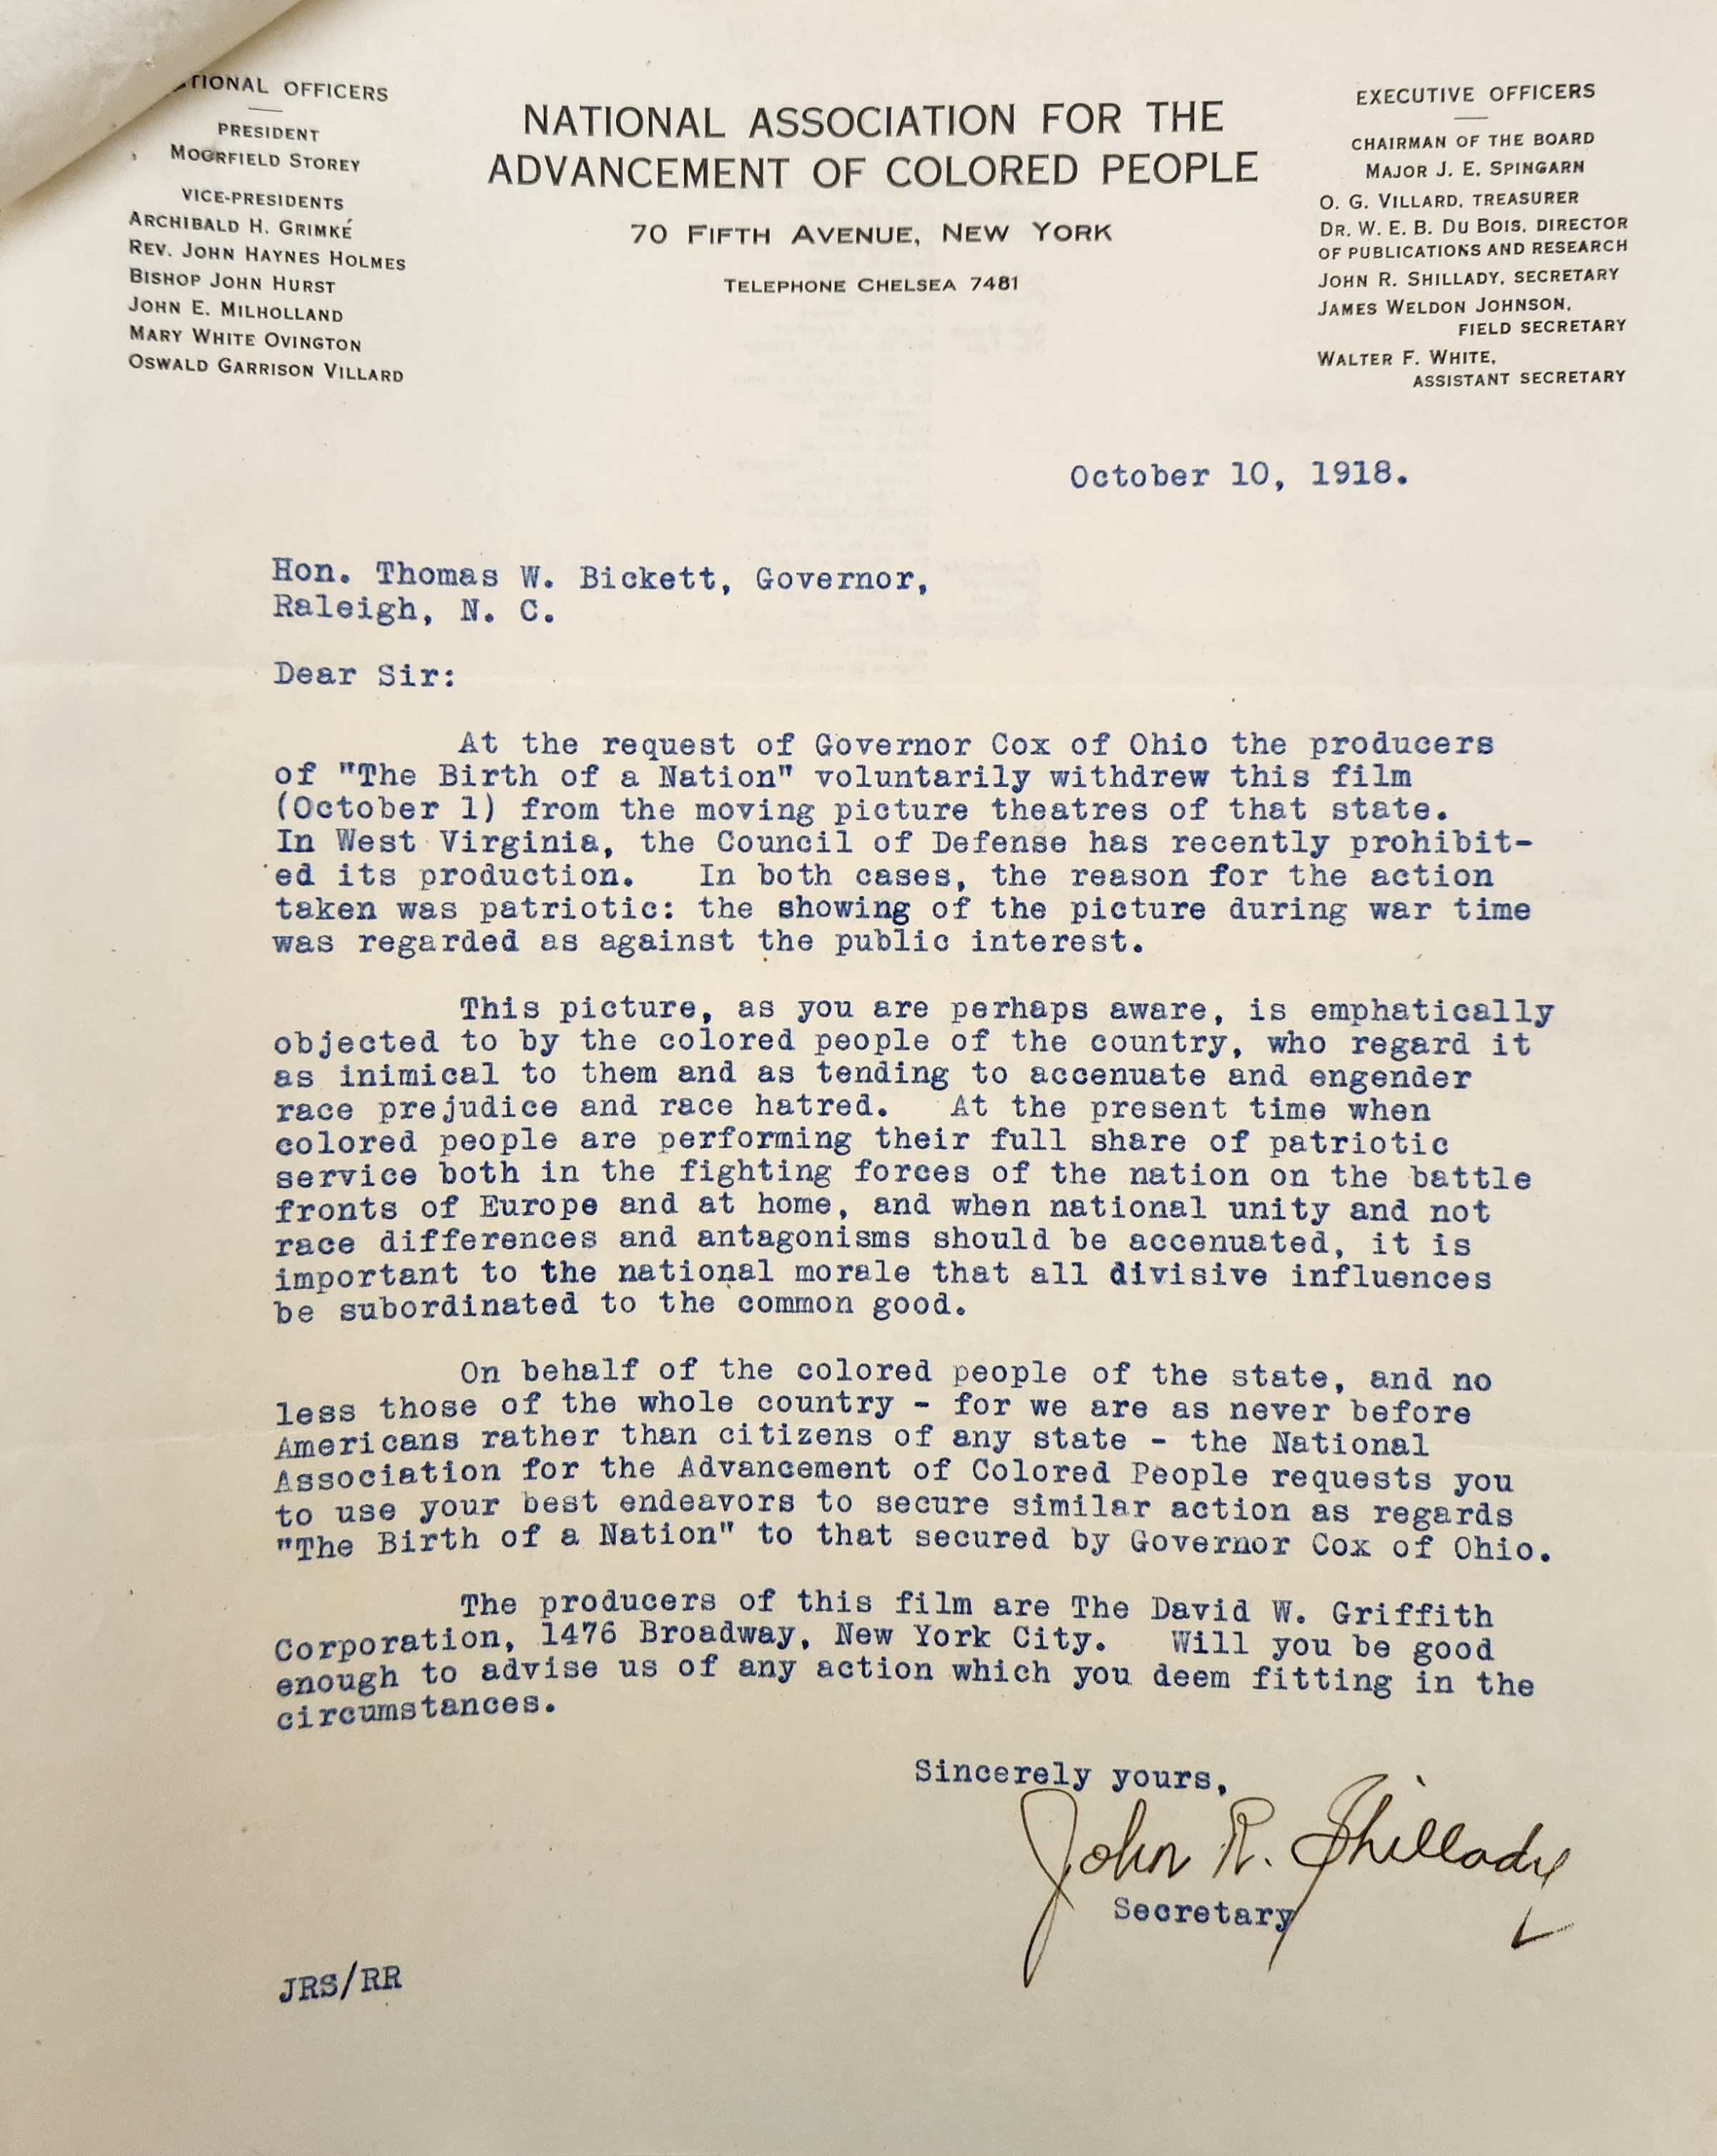 TIONAL OFFICERS
PRESIDENT
MOORFIELD STOREY
VICE-PRESIDENTS
ARCHIBALD H. GRIMKÉ
REV. JOHN HAYNES HOLMES
BISHOP JOHN HURST
JOHN E. MILHOLLAND
MARY WHITE OVINGTON
OSWALD GARRISON VILLARD
NATIONAL ASSOCIATION FOR THE
ADVANCEMENT OF COLORED PEOPLE
70 FIFTH AVENUE, NEW YORK
TELEPHONE CHELSEA 7481
EXECUTIVE OFFICERS
CHAIRMAN OF THE BOARD
MAJOR J. E. SPINGARN
O. G. VILLARD, TREASURER
DR. W. E. B. DU BOIS, DIRECTOR
OF PUBLICATIONS AND RESEARCH
JOHN R. SHILLADY, SECRETARY
JAMES WELDON JOHNSON,
FIELD SECRETARY
WALTER F. WHITE,
ASSISTANT SECRETARY
October 10, 1918.
Hon. Thomas W. Bickett, Governor,
Raleigh, N. C.
Dear Sir:
At the request of Governor Cox of Ohio the producers
of "The Birth of a Nation" voluntarily withdrew this film
(October 1) from the moving picture theatres of that state.
In West Virginia, the Council of Defense has recently prohibit-
ed its production. In both cases, the reason for the action
taken was patriotic: the showing of the picture during war time
was regarded as against the public interest.
This picture, as you are perhaps aware, is emphatically
objected to by the colored people of the country, who regard it
as inimical to them and as tending to accenuate and engender
race prejudice and race hatred. At the present time when
colored people are performing their full share of patriotic
service both in the fighting forces of the nation on the battle
fronts of Europe and at home, and when national unity and not
race differences and antagonisms should be accenuated, it is
important to the national morale that all divisive influences
be subordinated to the common good.
On behalf of the colored people of the state, and no
less those of the whole country - for we are as never before
Americans rather than citizens of any state - the National
Association for the Advancement of Colored People requests you
to use your best endeavors to secure similar action as regards
"The Birth of a Nation" to that secured by Governor Cox of Ohio.
The producers of this film are The David W. Griffith
Corporation, 1476 Broadway, New York City. Will you be good
enough to advise us of any action which you deem fitting in the
circumstances.
Sincerely yours,
John R. Shillady
Secretary
JRS/RR